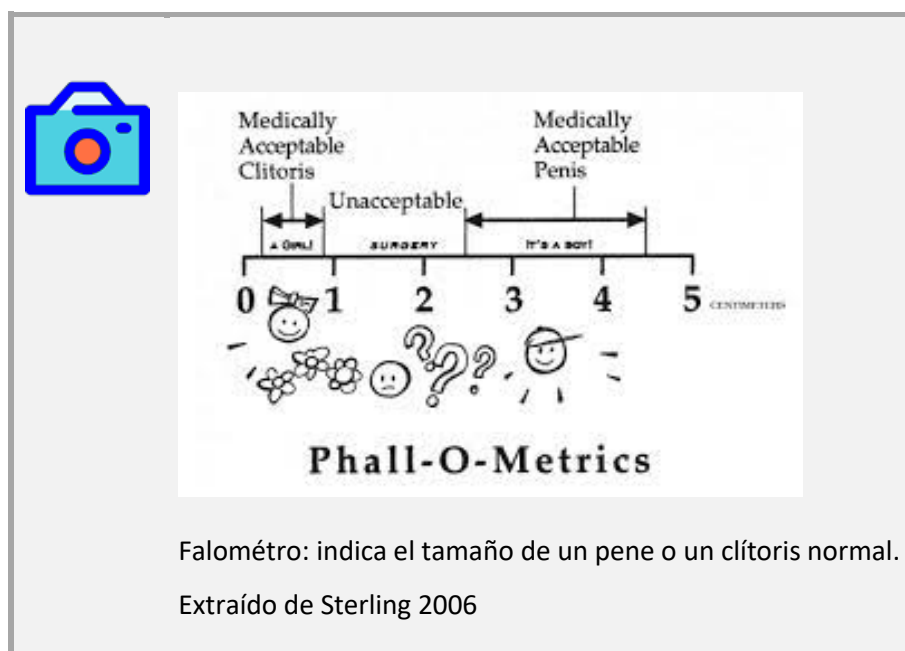 Medically
Acceptable
Clitoris
Medically
Acceptable
Penis
Unacceptable
A GIRL!
SURGERY
IT'S A BOY!
0 1 2 3 4 5 CENTIMETERS
???
Phall-O-Metrics
Falométro: indica el tamaño de un pene o un clítoris normal.
Extraído de Sterling 2006